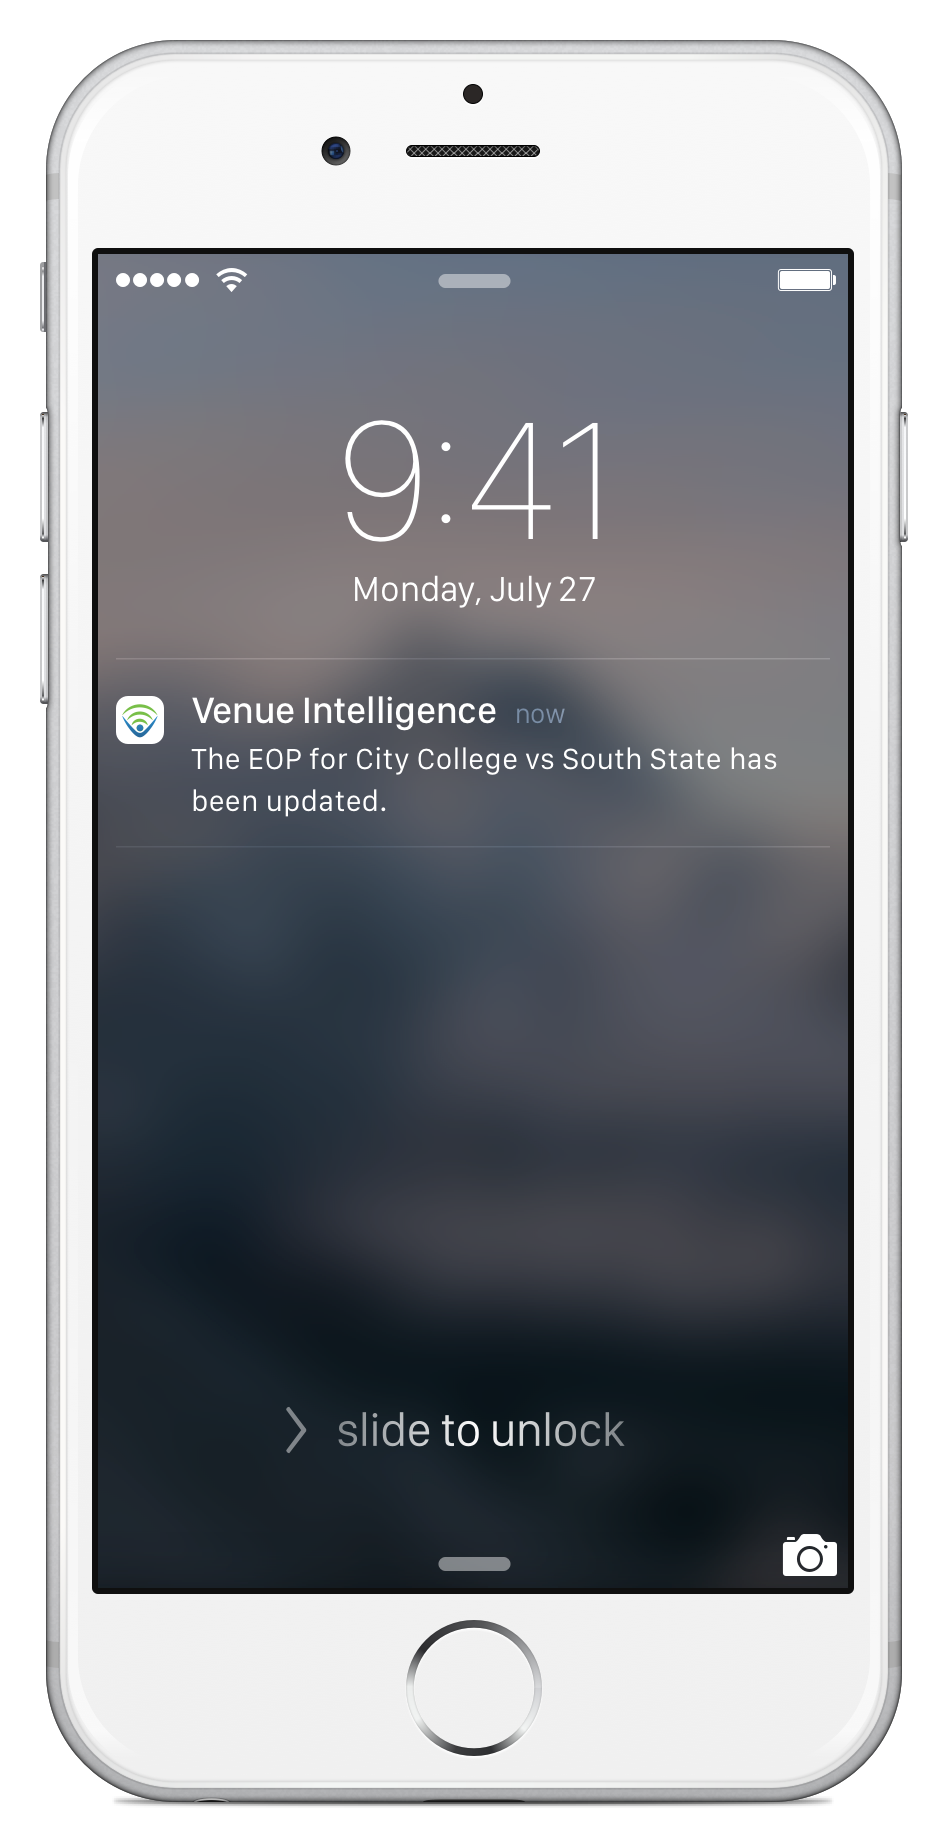 9:41
Monday, July 27
Venue Intelligence now
The EOP for City College vs South State has
been updated.
slide to unlock